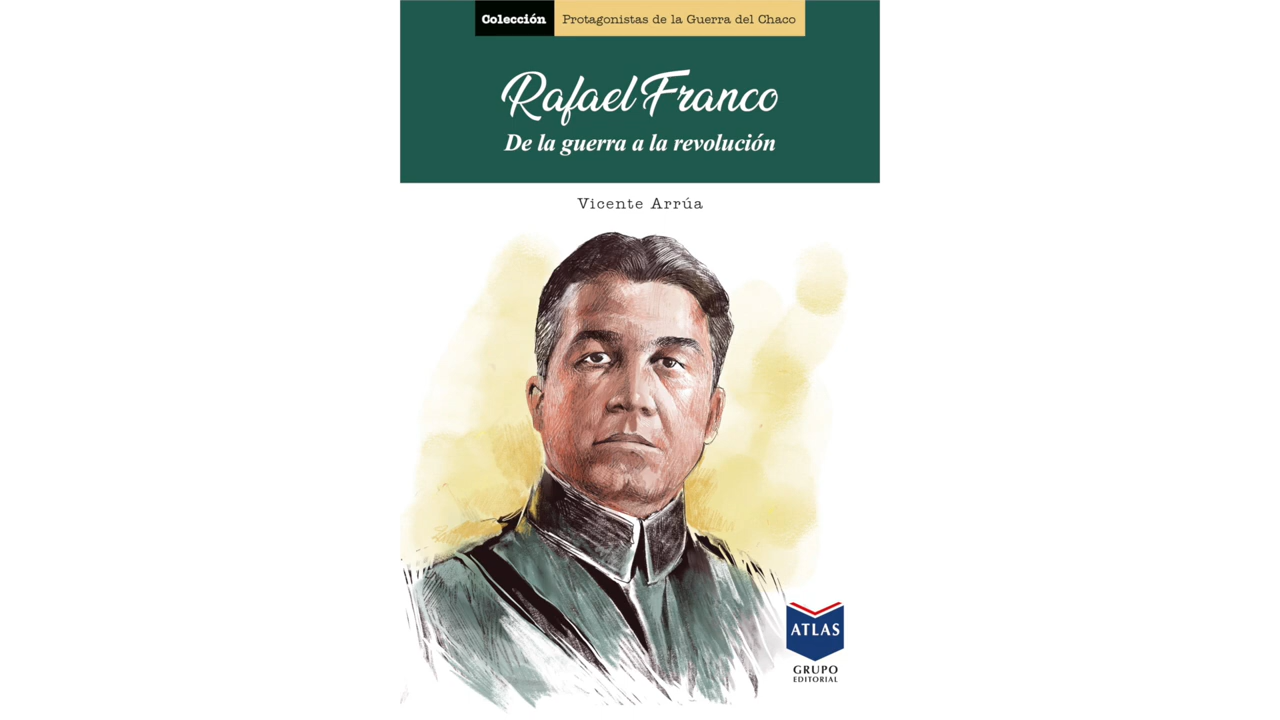 Colección Protagonistas de la Guerra del Chaco
Rafael Franco
De la guerra a la revolución
Vicente Arrúa
ATLAS
GRUPO
EDITORIAL